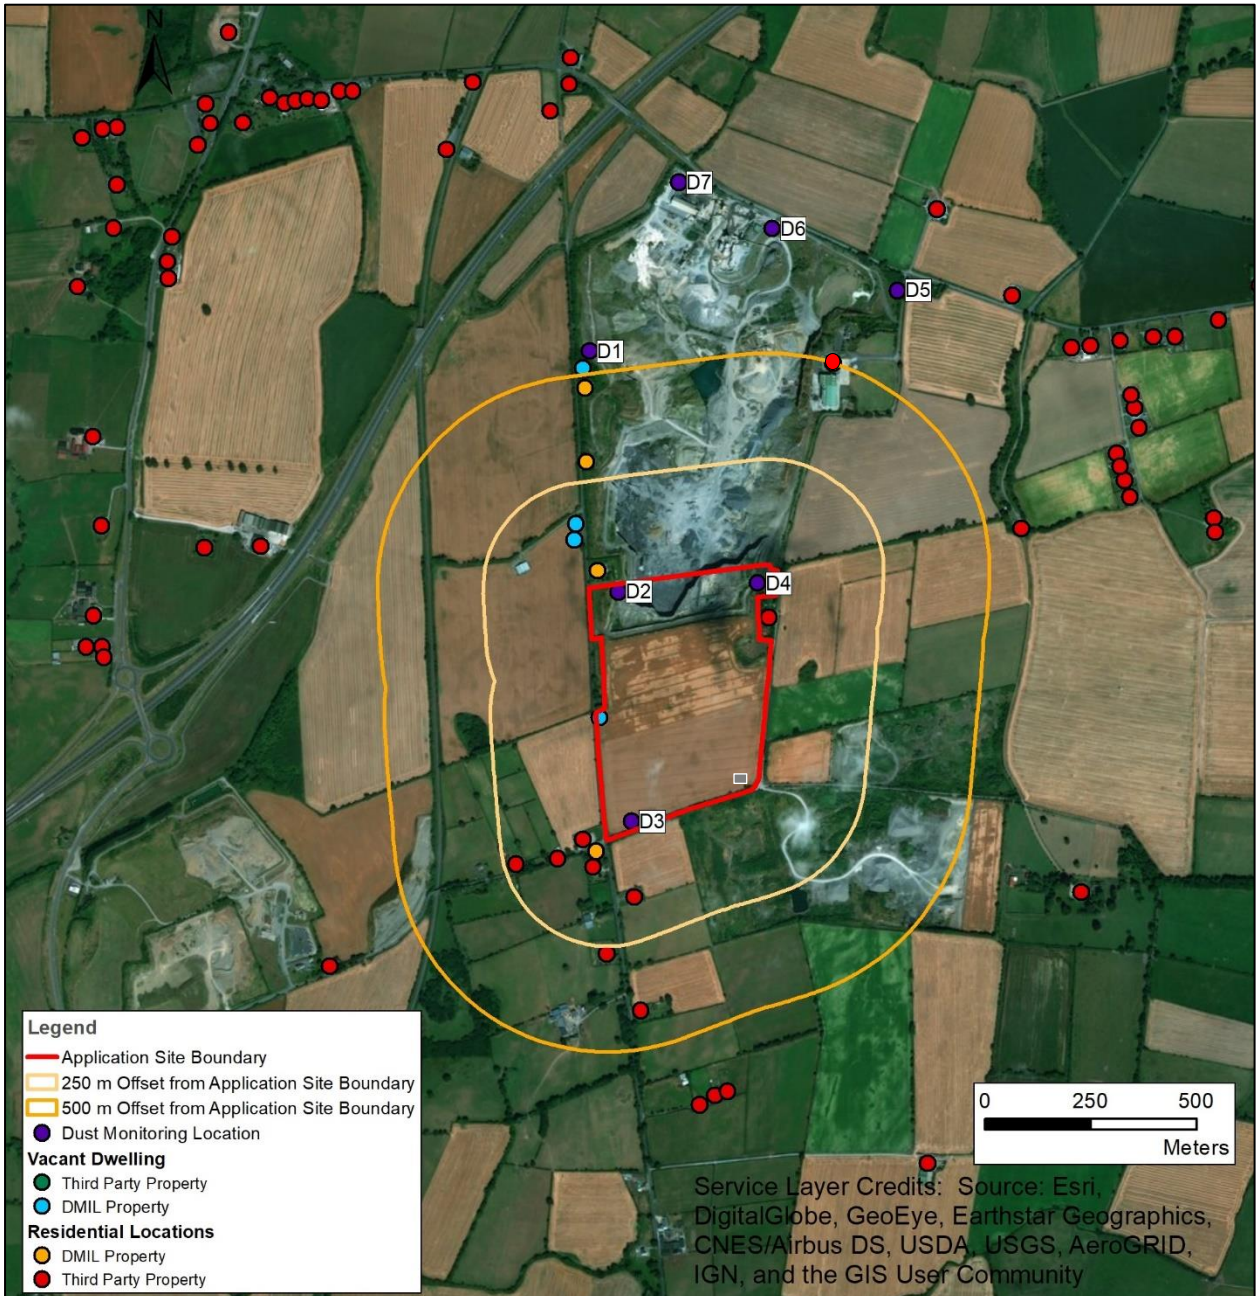 N
D7
D6
D5
D1
D2
D4
D3
Legend
Application Site Boundary
250 m Offset from Application Site Boundary
500 m Offset from Application Site Boundary
Dust Monitoring Location
Vacant Dwelling
Third Party Property
DMIL Property
Residential Locations
DMIL Property
Third Party Property
0 250 500
Meters
Service Layer Credits: Source: Esri,
DigitalGlobe, GeoEye, Earthstar Geographics,
CNES/Airbus DS, USDA, USGS, AeroGRID,
IGN, and the GIS User Community